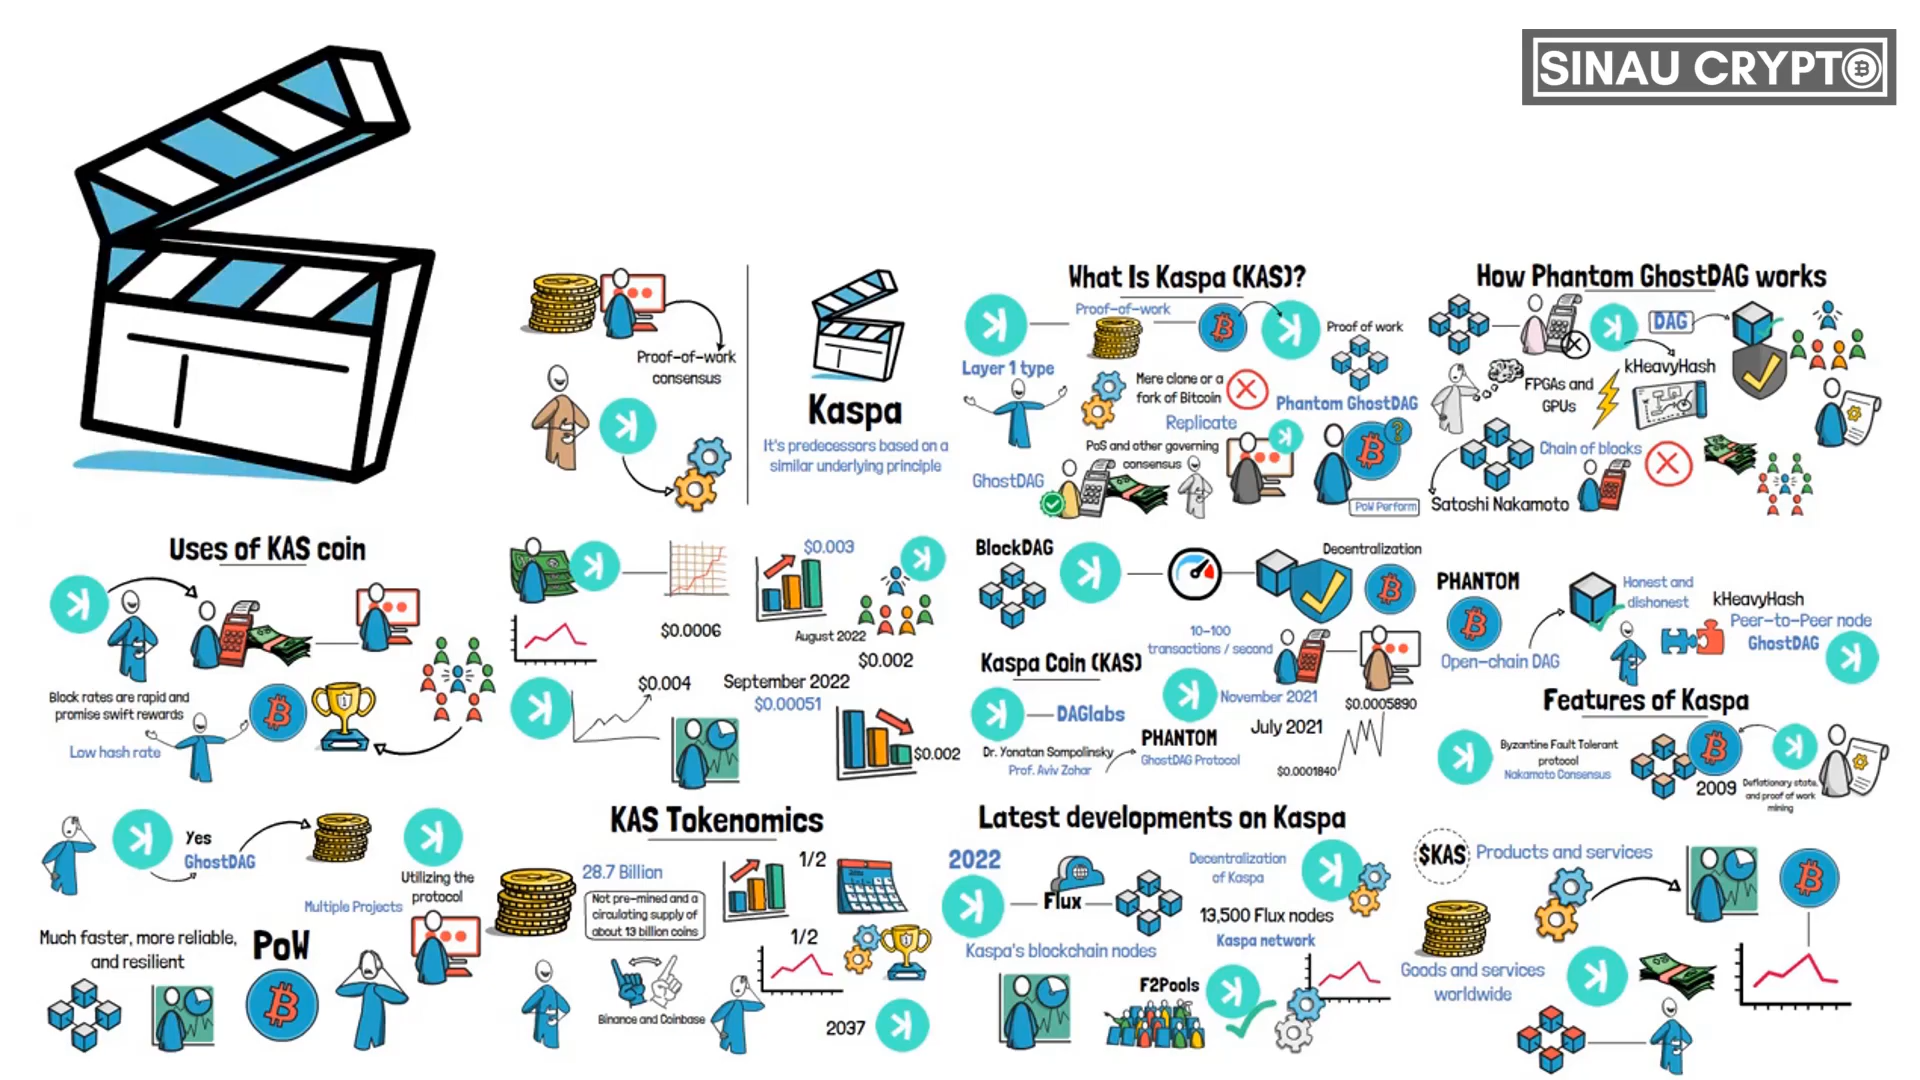 SINAU CRYPTO
Proof-of-work
consensus
Kaspa
It's predecessors based on a
similar underlying principle
What Is Kaspa (KAS)?
Proof-of-work
Proof of work
Layer 1 type
Mere clone or a
fork of Bitcoin
Replicate
Phantom GhostDAG
PoS and other governing
consensus
GhostDAG
PoW Perform
How Phantom GhostDAG works
DAG
kHeavyHash
FPGAs and
GPUs
Chain of blocks
Satoshi Nakamoto
Uses of KAS coin
Block rates are rapid and
promise swift rewards
Low hash rate
$0.003
$0.0006
August 2022
$0.002
$0.004
September 2022
$0.00051
$0.002
BlockDAG
Decentralization
10-100
transactions / second
Kaspa Coin (KAS)
DAGlabs
November 2021
$0.0005890
July 2021
Dr. Yonatan Sompolinsky
Prof. Aviv Zohar
PHANTOM
GhostDAG Protocol
$0.0001840
PHANTOM
Honest and
dishonest
kHeavyHash
Peer-to-Peer node
GhostDAG
Open-chain DAG
Features of Kaspa
Byzantine Fault Tolerant
protocol
Nakamoto Consensus
2009
Deflationary state,
and proof of work
mining
Yes
GhostDAG
Utilizing the
protocol
Multiple Projects
Much faster, more reliable,
and resilient
PoW
KAS Tokenomics
28.7 Billion
Not pre-mined and a
circulating supply of
about 13 billion coins
1/2
1/2
Binance and Coinbase
2037
Latest developments on Kaspa
2022
Flux
Decentralization
of Kaspa
13,500 Flux nodes
Kaspa network
Kaspa's blockchain nodes
F2Pools
$KAS
Products and services
Goods and services
worldwide